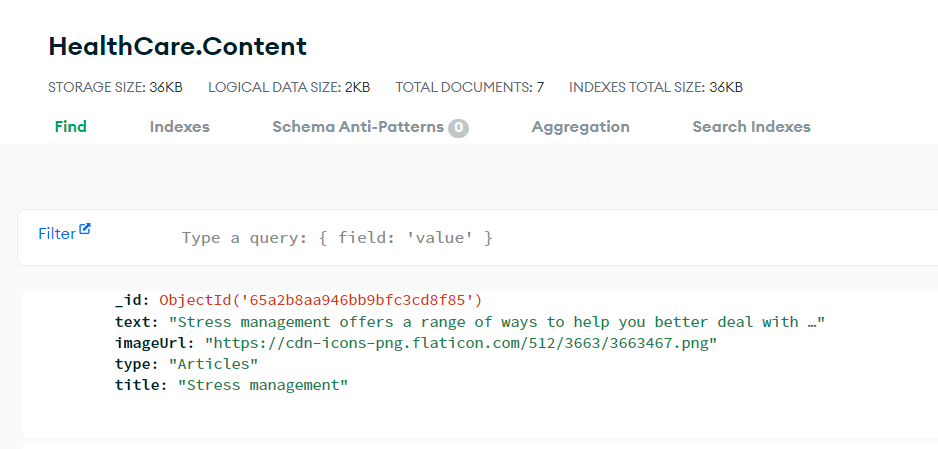 HealthCare.Content
STORAGE SIZE: 36KB LOGICAL DATA SIZE: 2KB TOTAL DOCUMENTS: 7 INDEXES TOTAL SIZE: 36KB
Find Indexes Schema Anti-Patterns 0 Aggregation Search Indexes
Filter Type a query: { field: 'value' }
_id: ObjectId('65a2b8aa946bb9bfc3cd8f85')
text: "Stress management offers a range of ways to help you better deal with …"
imageUrl: "https://cdn-icons-png.flaticon.com/512/3663/3663467.png"
type: "Articles"
title: "Stress management"